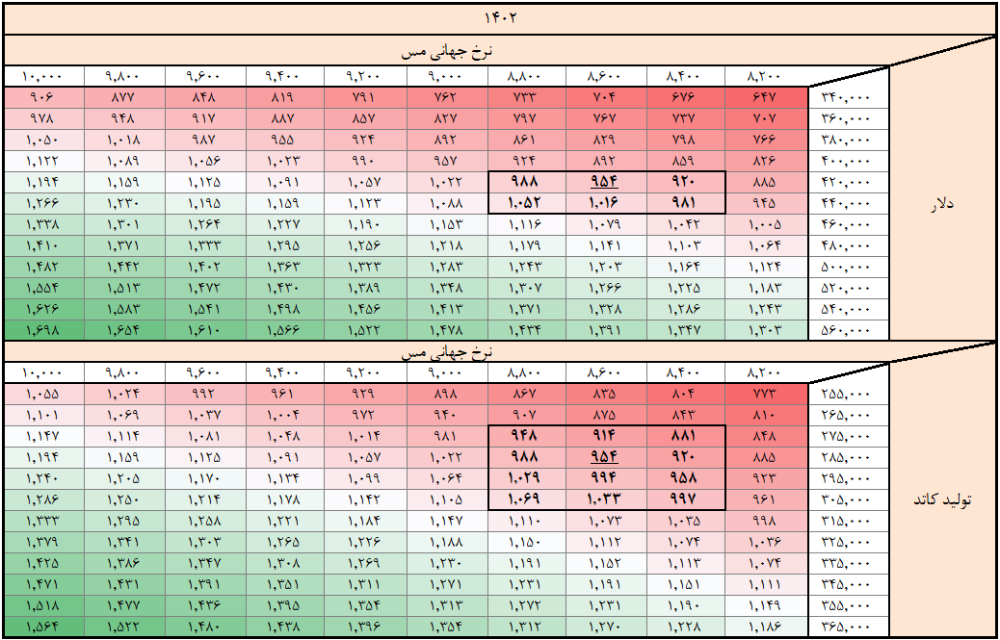 ۱۴۰۲
نرخ جهانی مس
۸,۲۰۰ ۸,۴۰۰ ۸,۶۰۰ ۸,۸۰۰ ۹,۰۰۰ ۹,۲۰۰ ۹,۴۰۰ ۹,۶۰۰ ۹,۸۰۰ ۱۰,۰۰۰
دلار
۳۴۰,۰۰۰ ۶۴۷ ۶۷۶ ۷۰۴ ۷۳۳ ۷۶۲ ۷۹۱ ۸۱۹ ۸۴۸ ۸۷۷ ۹۰۶
۳۶۰,۰۰۰ ۷۰۷ ۷۳۷ ۷۶۷ ۷۹۷ ۸۲۷ ۸۵۷ ۸۸۷ ۹۱۷ ۹۴۸ ۹۷۸
۳۸۰,۰۰۰ ۷۶۶ ۷۹۸ ۸۲۹ ۸۶۱ ۸۹۲ ۹۲۴ ۹۵۵ ۹۸۷ ۱,۰۱۸ ۱,۰۵۰
۴۰۰,۰۰۰ ۸۲۶ ۸۵۹ ۸۹۲ ۹۲۴ ۹۵۷ ۹۹۰ ۱,۰۲۳ ۱,۰۵۶ ۱,۰۸۹ ۱,۱۲۲
۴۲۰,۰۰۰ ۸۸۵ ۹۲۰ ۹۵۴ ۹۸۸ ۱,۰۲۲ ۱,۰۵۷ ۱,۰۹۱ ۱,۱۲۵ ۱,۱۵۹ ۱,۱۹۴
۴۴۰,۰۰۰ ۹۴۵ ۹۸۱ ۱,۰۱۶ ۱,۰۵۲ ۱,۰۸۸ ۱,۱۲۳ ۱,۱۵۹ ۱,۱۹۵ ۱,۲۳۰ ۱,۲۶۶
۴۶۰,۰۰۰ ۱,۰۰۵ ۱,۰۴۲ ۱,۰۷۹ ۱,۱۱۶ ۱,۱۵۳ ۱,۱۹۰ ۱,۲۲۷ ۱,۲۶۴ ۱,۳۰۱ ۱,۳۳۸
۴۸۰,۰۰۰ ۱,۰۶۴ ۱,۱۰۳ ۱,۱۴۱ ۱,۱۷۹ ۱,۲۱۸ ۱,۲۵۶ ۱,۲۹۵ ۱,۳۳۳ ۱,۳۷۱ ۱,۴۱۰
۵۰۰,۰۰۰ ۱,۱۲۴ ۱,۱۶۴ ۱,۲۰۳ ۱,۲۴۳ ۱,۲۸۳ ۱,۳۲۳ ۱,۳۶۳ ۱,۴۰۲ ۱,۴۴۲ ۱,۴۸۲
۵۲۰,۰۰۰ ۱,۱۸۳ ۱,۲۲۵ ۱,۲۶۶ ۱,۳۰۷ ۱,۳۴۸ ۱,۳۸۹ ۱,۴۳۰ ۱,۴۷۲ ۱,۵۱۳ ۱,۵۵۴
۵۴۰,۰۰۰ ۱,۲۴۳ ۱,۲۸۶ ۱,۳۲۸ ۱,۳۷۱ ۱,۴۱۳ ۱,۴۵۶ ۱,۴۹۸ ۱,۵۴۱ ۱,۵۸۳ ۱,۶۲۶
۵۶۰,۰۰۰ ۱,۳۰۳ ۱,۳۴۷ ۱,۳۹۱ ۱,۴۳۴ ۱,۴۷۸ ۱,۵۲۲ ۱,۵۶۶ ۱,۶۱۰ ۱,۶۵۴ ۱,۶۹۸
نرخ جهانی مس
۸,۲۰۰ ۸,۴۰۰ ۸,۶۰۰ ۸,۸۰۰ ۹,۰۰۰ ۹,۲۰۰ ۹,۴۰۰ ۹,۶۰۰ ۹,۸۰۰ ۱۰,۰۰۰
تولید کاتد
۲۵۵,۰۰۰ ۷۷۳ ۸۰۴ ۸۳۵ ۸۶۷ ۸۹۸ ۹۲۹ ۹۶۱ ۹۹۲ ۱,۰۲۴ ۱,۰۵۵
۲۶۵,۰۰۰ ۸۱۰ ۸۴۳ ۸۷۵ ۹۰۷ ۹۴۰ ۹۷۲ ۱,۰۰۴ ۱,۰۳۷ ۱,۰۶۹ ۱,۱۰۱
۲۷۵,۰۰۰ ۸۴۸ ۸۸۱ ۹۱۴ ۹۴۸ ۹۸۱ ۱,۰۱۴ ۱,۰۴۸ ۱,۰۸۱ ۱,۱۱۴ ۱,۱۴۷
۲۸۵,۰۰۰ ۸۸۵ ۹۲۰ ۹۵۴ ۹۸۸ ۱,۰۲۲ ۱,۰۵۷ ۱,۰۹۱ ۱,۱۲۵ ۱,۱۵۹ ۱,۱۹۴
۲۹۵,۰۰۰ ۹۲۳ ۹۵۸ ۹۹۴ ۱,۰۲۹ ۱,۰۶۴ ۱,۰۹۹ ۱,۱۳۴ ۱,۱۷۰ ۱,۲۰۵ ۱,۲۴۰
۳۰۵,۰۰۰ ۹۶۱ ۹۹۷ ۱,۰۳۳ ۱,۰۶۹ ۱,۱۰۵ ۱,۱۴۲ ۱,۱۷۸ ۱,۲۱۴ ۱,۲۵۰ ۱,۲۸۶
۳۱۵,۰۰۰ ۹۹۸ ۱,۰۳۵ ۱,۰۷۳ ۱,۱۱۰ ۱,۱۴۷ ۱,۱۸۴ ۱,۲۲۱ ۱,۲۵۸ ۱,۲۹۵ ۱,۳۳۳
۳۲۵,۰۰۰ ۱,۰۳۶ ۱,۰۷۴ ۱,۱۱۲ ۱,۱۵۰ ۱,۱۸۸ ۱,۲۲۶ ۱,۲۶۵ ۱,۳۰۳ ۱,۳۴۱ ۱,۳۷۹
۳۳۵,۰۰۰ ۱,۰۷۴ ۱,۱۱۳ ۱,۱۵۲ ۱,۱۹۱ ۱,۲۳۰ ۱,۲۶۹ ۱,۳۰۸ ۱,۳۴۷ ۱,۳۸۶ ۱,۴۲۵
۳۴۵,۰۰۰ ۱,۱۱۱ ۱,۱۵۱ ۱,۱۹۱ ۱,۲۳۱ ۱,۲۷۱ ۱,۳۱۱ ۱,۳۵۱ ۱,۳۹۱ ۱,۴۳۱ ۱,۴۷۱
۳۵۵,۰۰۰ ۱,۱۴۹ ۱,۱۹۰ ۱,۲۳۱ ۱,۲۷۲ ۱,۳۱۳ ۱,۳۵۴ ۱,۳۹۵ ۱,۴۳۶ ۱,۴۷۷ ۱,۵۱۸
۳۶۵,۰۰۰ ۱,۱۸۶ ۱,۲۲۸ ۱,۲۷۰ ۱,۳۱۲ ۱,۳۵۴ ۱,۳۹۶ ۱,۴۳۸ ۱,۴۸۰ ۱,۵۲۲ ۱,۵۶۴